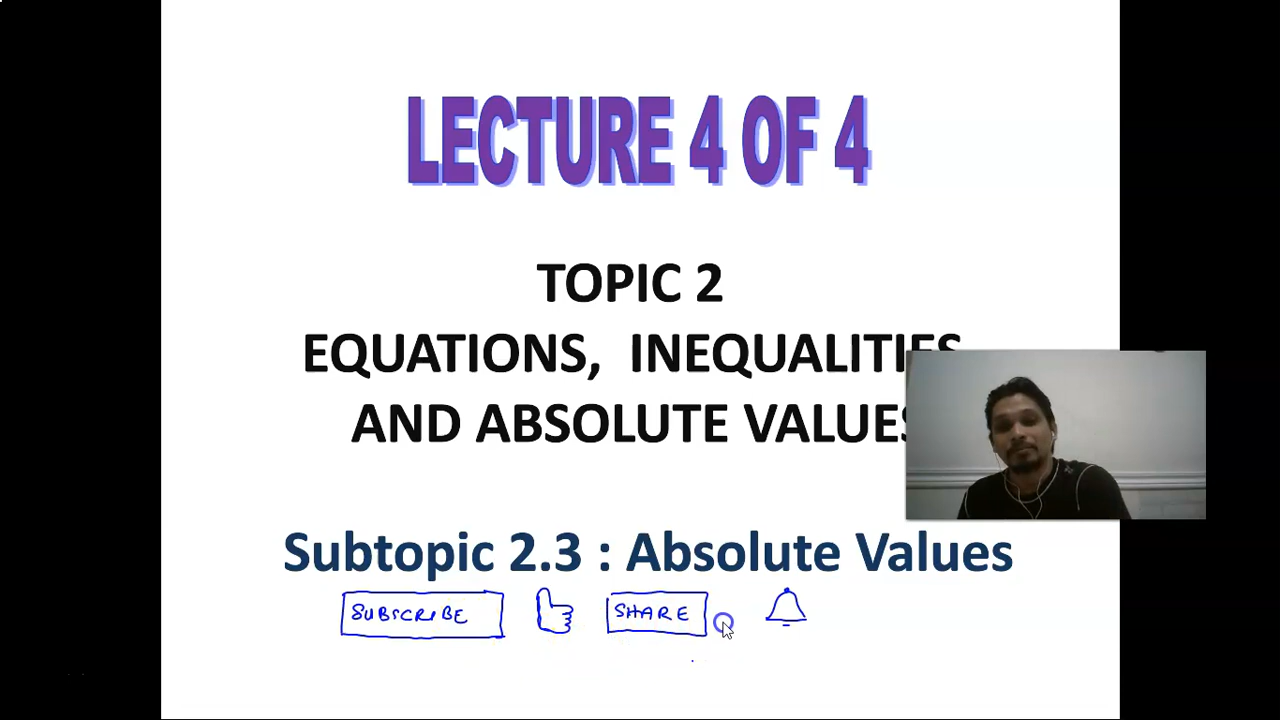 LECTURE 4 OF 4
TOPIC 2
EQUATIONS, INEQUALITIES
AND ABSOLUTE VALUES
Subtopic 2.3 : Absolute Values
SUBSCRIBE SHARE